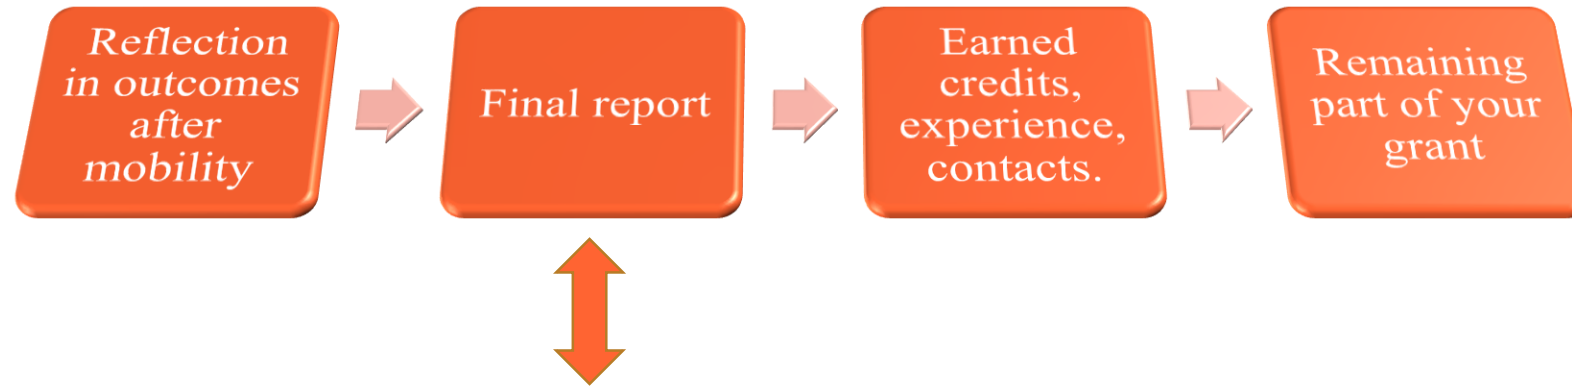 Reflection
in outcomes
after
mobility
Final report
Earned
credits,
experience,
contacts.
Remaining
part of your
grant